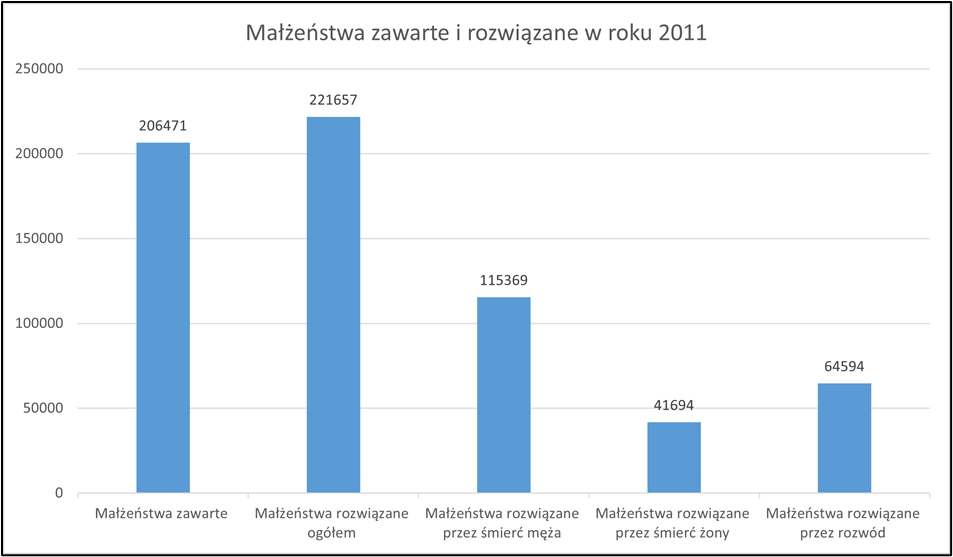 Małżeństwa zawarte i rozwiązane w roku 2011
250000
200000
150000
100000
50000
0
206471
221657
115369
41694
64594
Małżeństwa zawarte
Małżeństwa rozwiązane
ogółem
Małżeństwa rozwiązane
przez śmierć męża
Małżeństwa rozwiązane
przez śmierć żony
Małżeństwa rozwiązane
przez rozwód